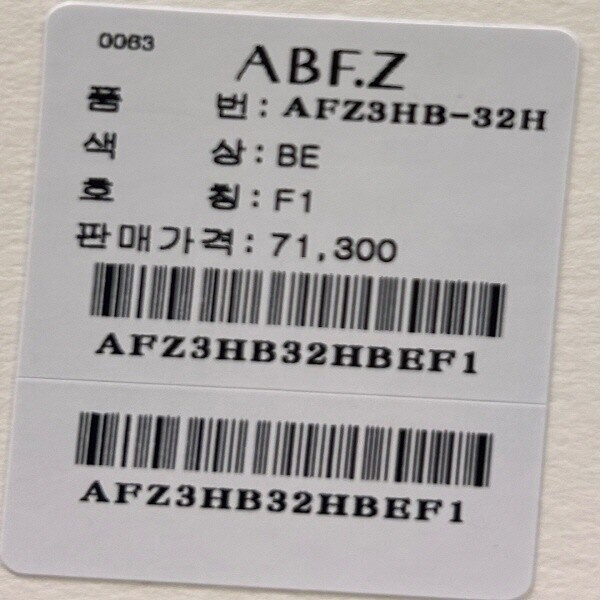 0063
ABF.Z
품 번 : AFZ3HB-32H
색 상 : BE
호 칭 : F1
판매가격 : 71,300
AFZ3HB32HBEF1
AFZ3HB32HBEF1